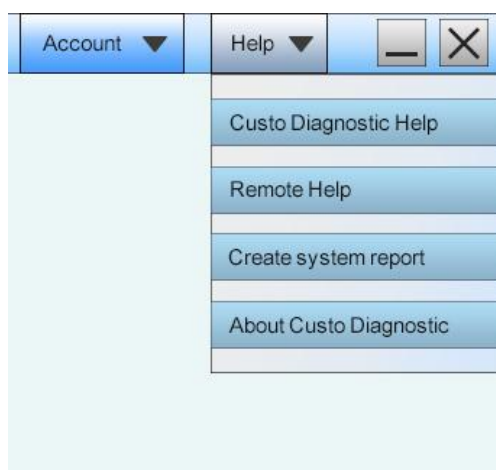 Account
Help
Custo Diagnostic Help
Remote Help
Create system report
About Custo Diagnostic